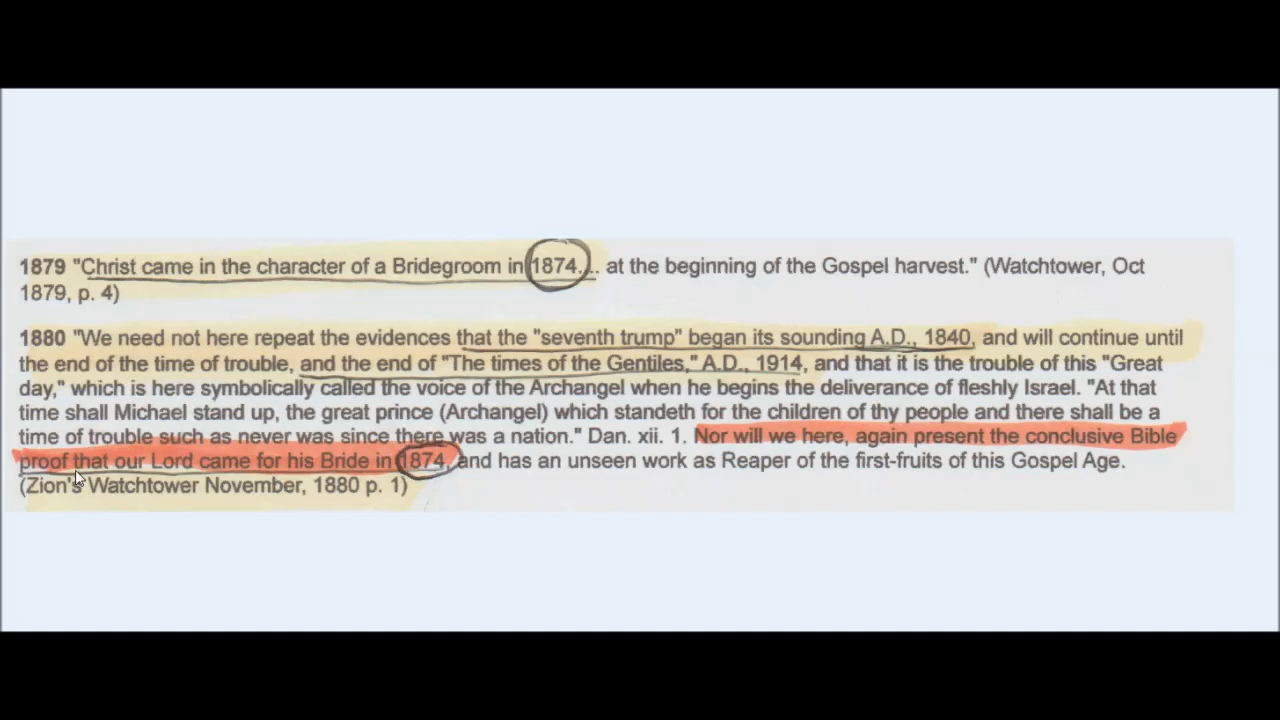 1879 "Christ came in the character of a Bridegroom in 1874... at the beginning of the Gospel harvest." (Watchtower, Oct
1879, p. 4)
1880 "We need not here repeat the evidences that the "seventh trump" began its sounding A.D., 1840, and will continue until
the end of the time of trouble, and the end of "The times of the Gentiles," A.D., 1914, and that it is the trouble of this "Great
day," which is here symbolically called the voice of the Archangel when he begins the deliverance of fleshly Israel. "At that
time shall Michael stand up, the great prince (Archangel) which standeth for the children of thy people and there shall be a
time of trouble such as never was since there was a nation." Dan. xii. 1. Nor will we here, again present the conclusive Bible
proof that our Lord came for his Bride in 1874, and has an unseen work as Reaper of the first-fruits of this Gospel Age.
(Zion's Watchtower November, 1880 p. 1)